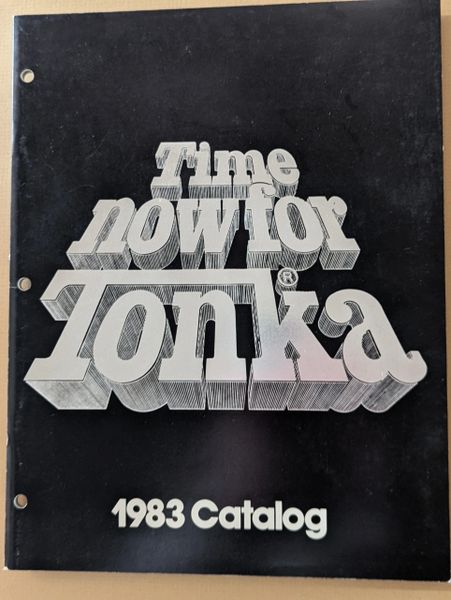 Time
now for
Tonka®
1983 Catalog